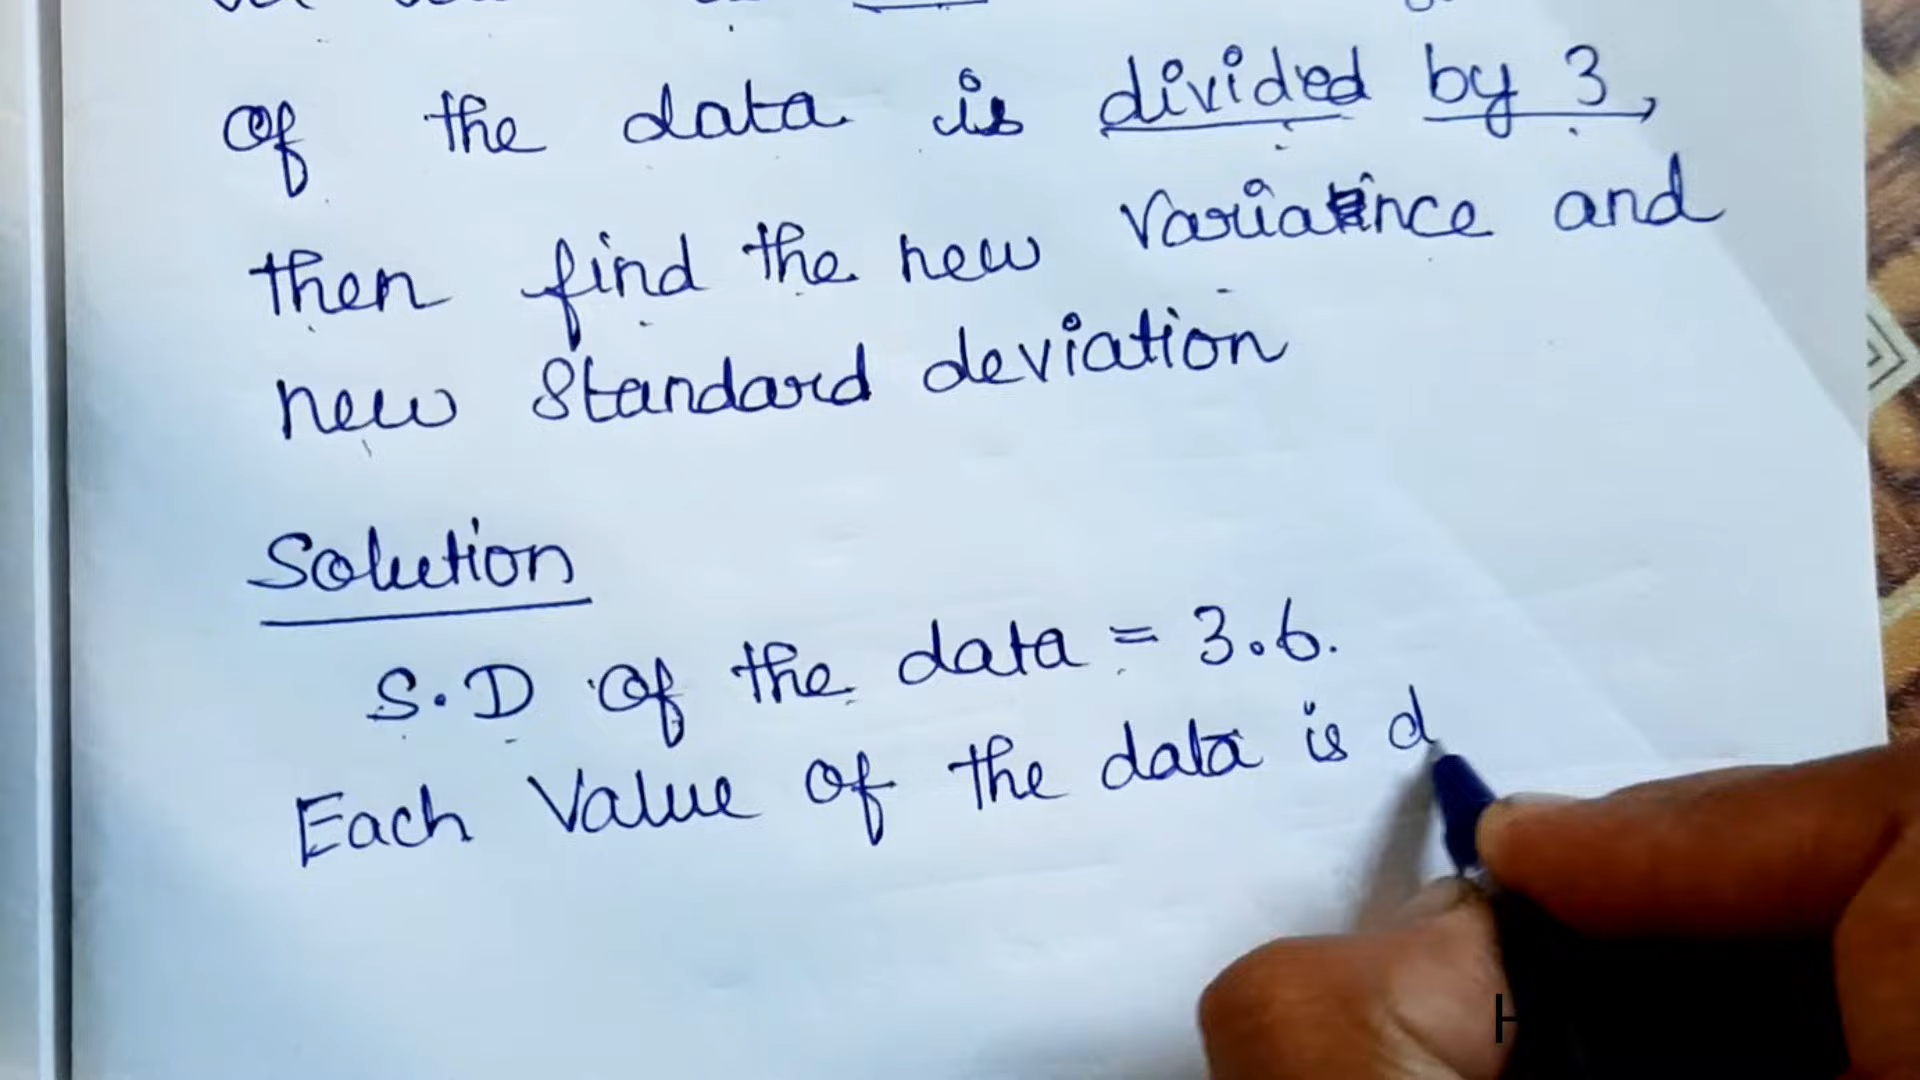 of the data is divided by 3,
then find the new Variance and
new Standard deviation
Solution
S.D of the data = 3.6.
Each Value of the data is d
H